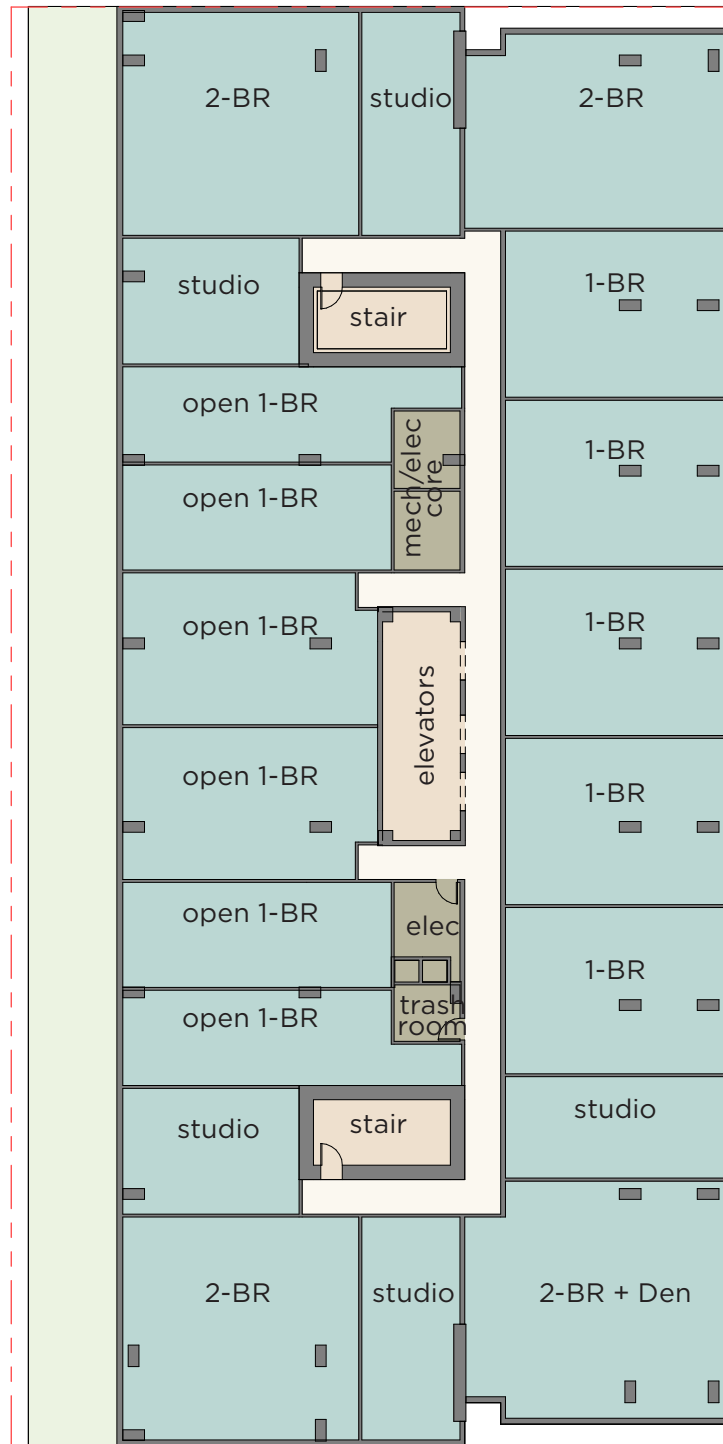 2-BR
studio
2-BR
studio
stair
1-BR
open 1-BR
mech/elec
core
1-BR
open 1-BR
open 1-BR
1-BR
elevators
open 1-BR
1-BR
open 1-BR
elec
1-BR
open 1-BR
trash
room
studio
stair
studio
2-BR
studio
2-BR + Den